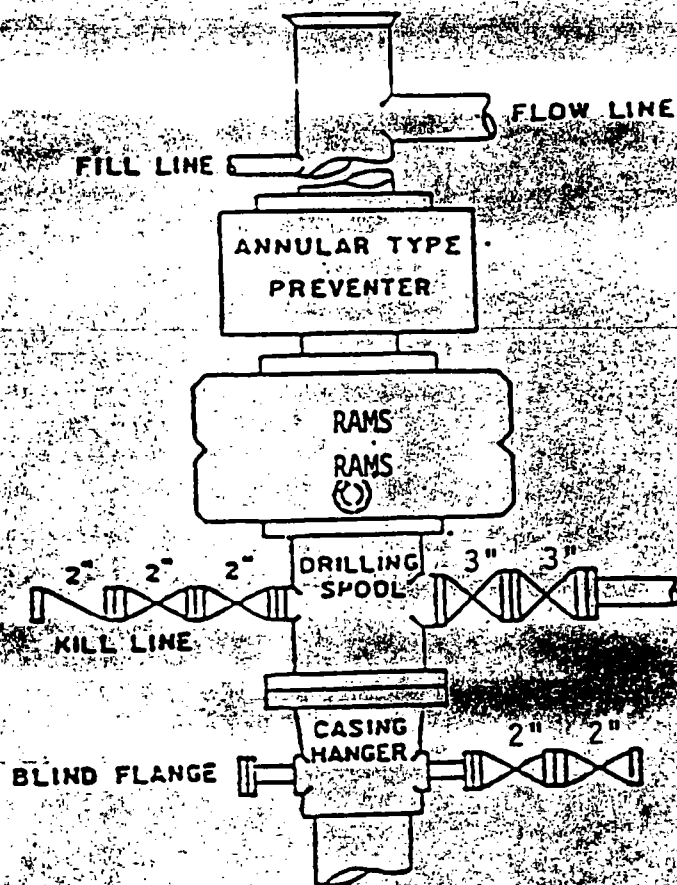 FLOW LINE
FILL LINE
ANNULAR TYPE
PREVENTER
RAMS
RAMS
DRILLING
SPOOL
2" 2" 2"
3" 3"
KILL LINE
CASING
HANGER
2" 2"
BLIND FLANGE